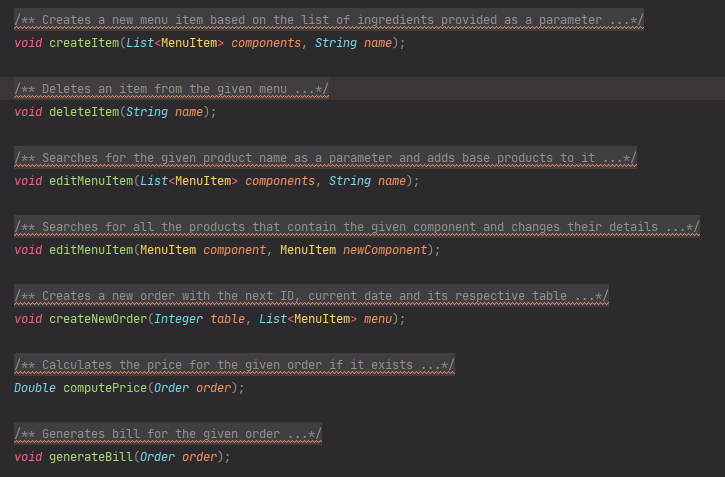 /** Creates a new menu item based on the list of ingredients provided as a parameter ...*/
void createItem(List<MenuItem> components, String name);
/** Deletes an item from the given menu ...*/
void deleteItem(String name);
/** Searches for the given product name as a parameter and adds base products to it ...*/
void editMenuItem(List<MenuItem> components, String name);
/** Searches for all the products that contain the given component and changes their details ...*/
void editMenuItem(MenuItem component, MenuItem newComponent);
/** Creates a new order with the next ID, current date and its respective table ...*/
void createNewOrder(Integer table, List<MenuItem> menu);
/** Calculates the price for the given order if it exists ...*/
Double computePrice(Order order);
/** Generates bill for the given order ...*/
void generateBill(Order order);